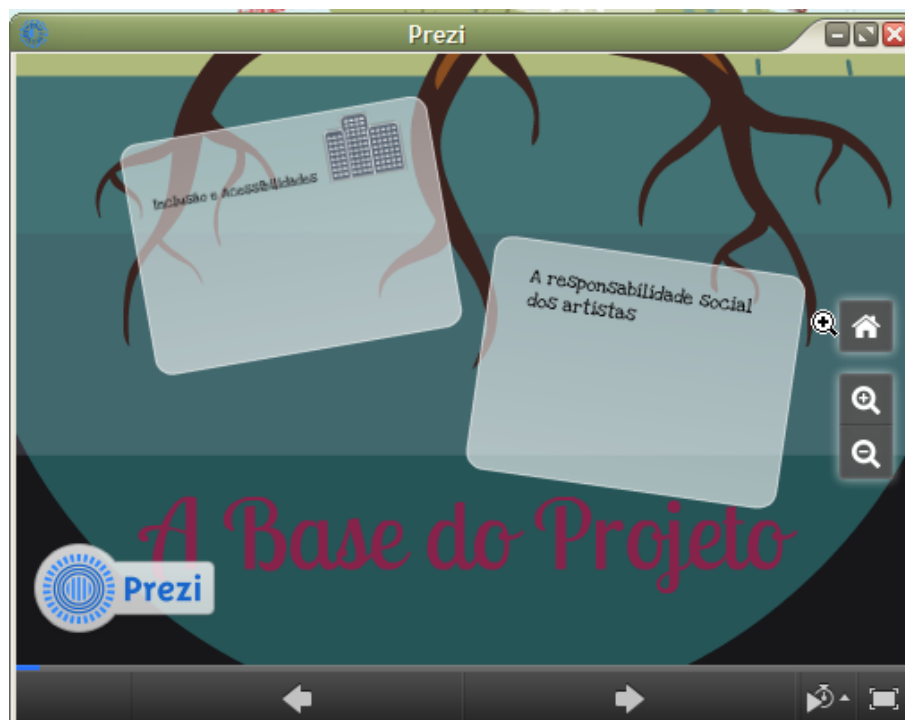 Prezi
Inclusão e Acessibilidades
A responsabilidade social
dos artistas
A Base do Projeto
Prezi